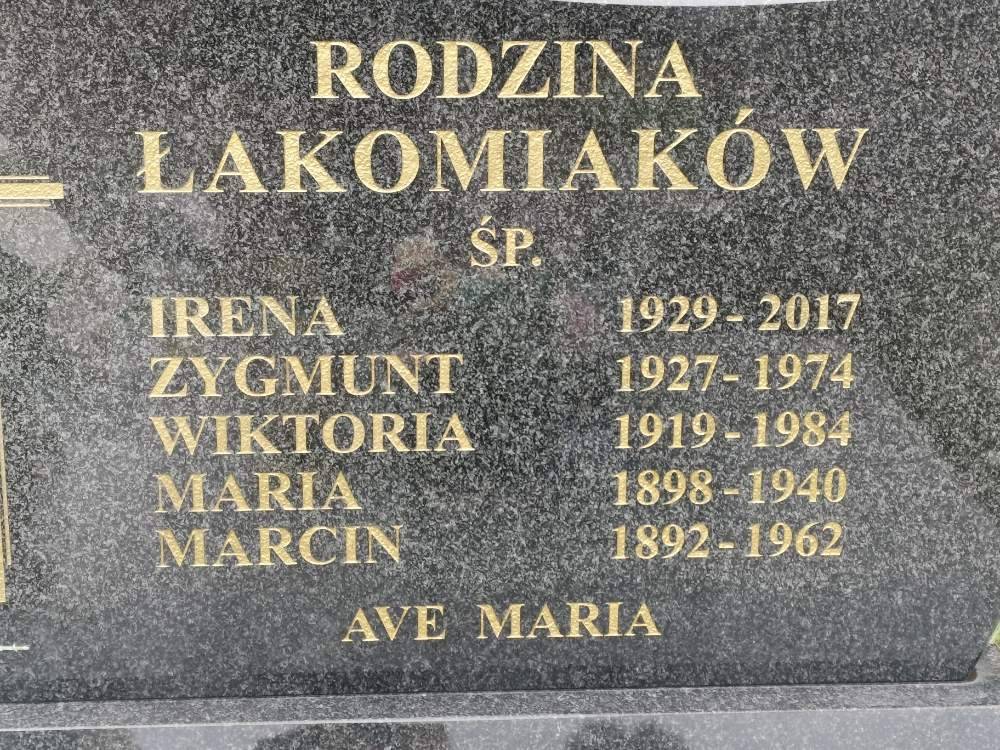 RODZINA
ŁAKOMIAKÓW
ŚP.
IRENA 1929 - 2017
ZYGMUNT 1927 - 1974
WIKTORIA 1919 - 1984
MARIA 1898 - 1940
MARCIN 1892 - 1962
AVE MARIA